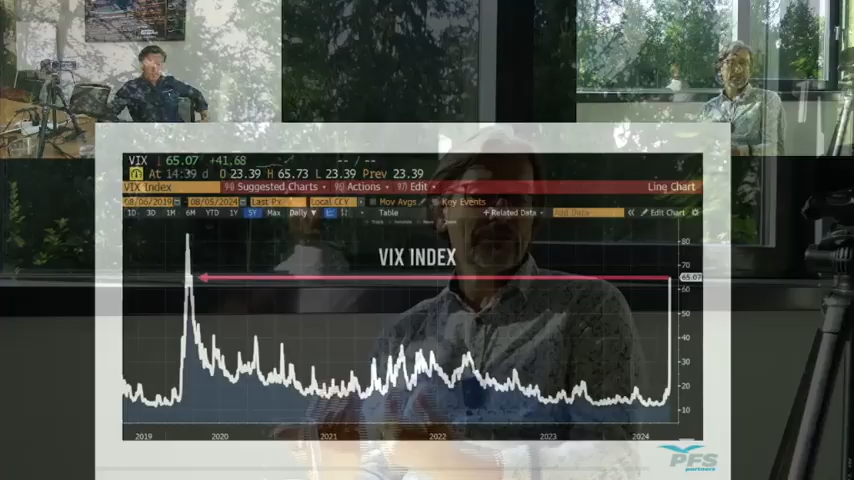 VIX ↓ 65.07 +41.68 -- / --
At 14:39 d O 23.39 H 65.73 L 23.39 Prev 23.39
VIX Index 94) Suggested Charts 96) Actions 97) Edit Line Chart
08/06/2019 - 08/05/2024 Last Px Local CCY Mov Avgs Key Events
1D 3D 1M 6M YTD 1Y 5Y Max Daily ▼ Table + Related Data Add Data « Edit Chart
VIX INDEX
80
70
65.07
60
50
40
30
20
10
2019 2020 2021 2022 2023 2024
PFS
partners